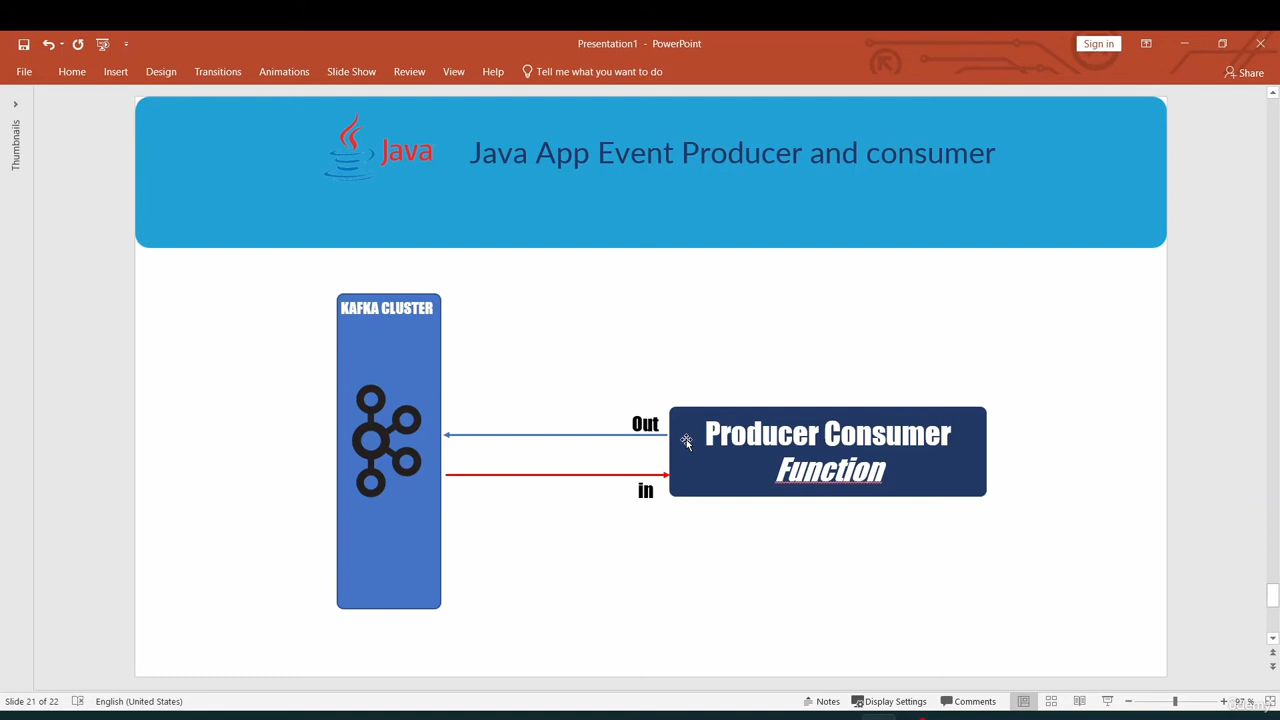 Presentation1 - PowerPoint
Sign in
File
Home
Insert
Design
Transitions
Animations
Slide Show
Review
View
Help
Tell me what you want to do
Share
Thumbnails
Java
Java App Event Producer and consumer
KAFKA CLUSTER
Out
in
Producer Consumer
Function
Slide 21 of 22
English (United States)
Notes
Display Settings
Comments
97 %
Udemy